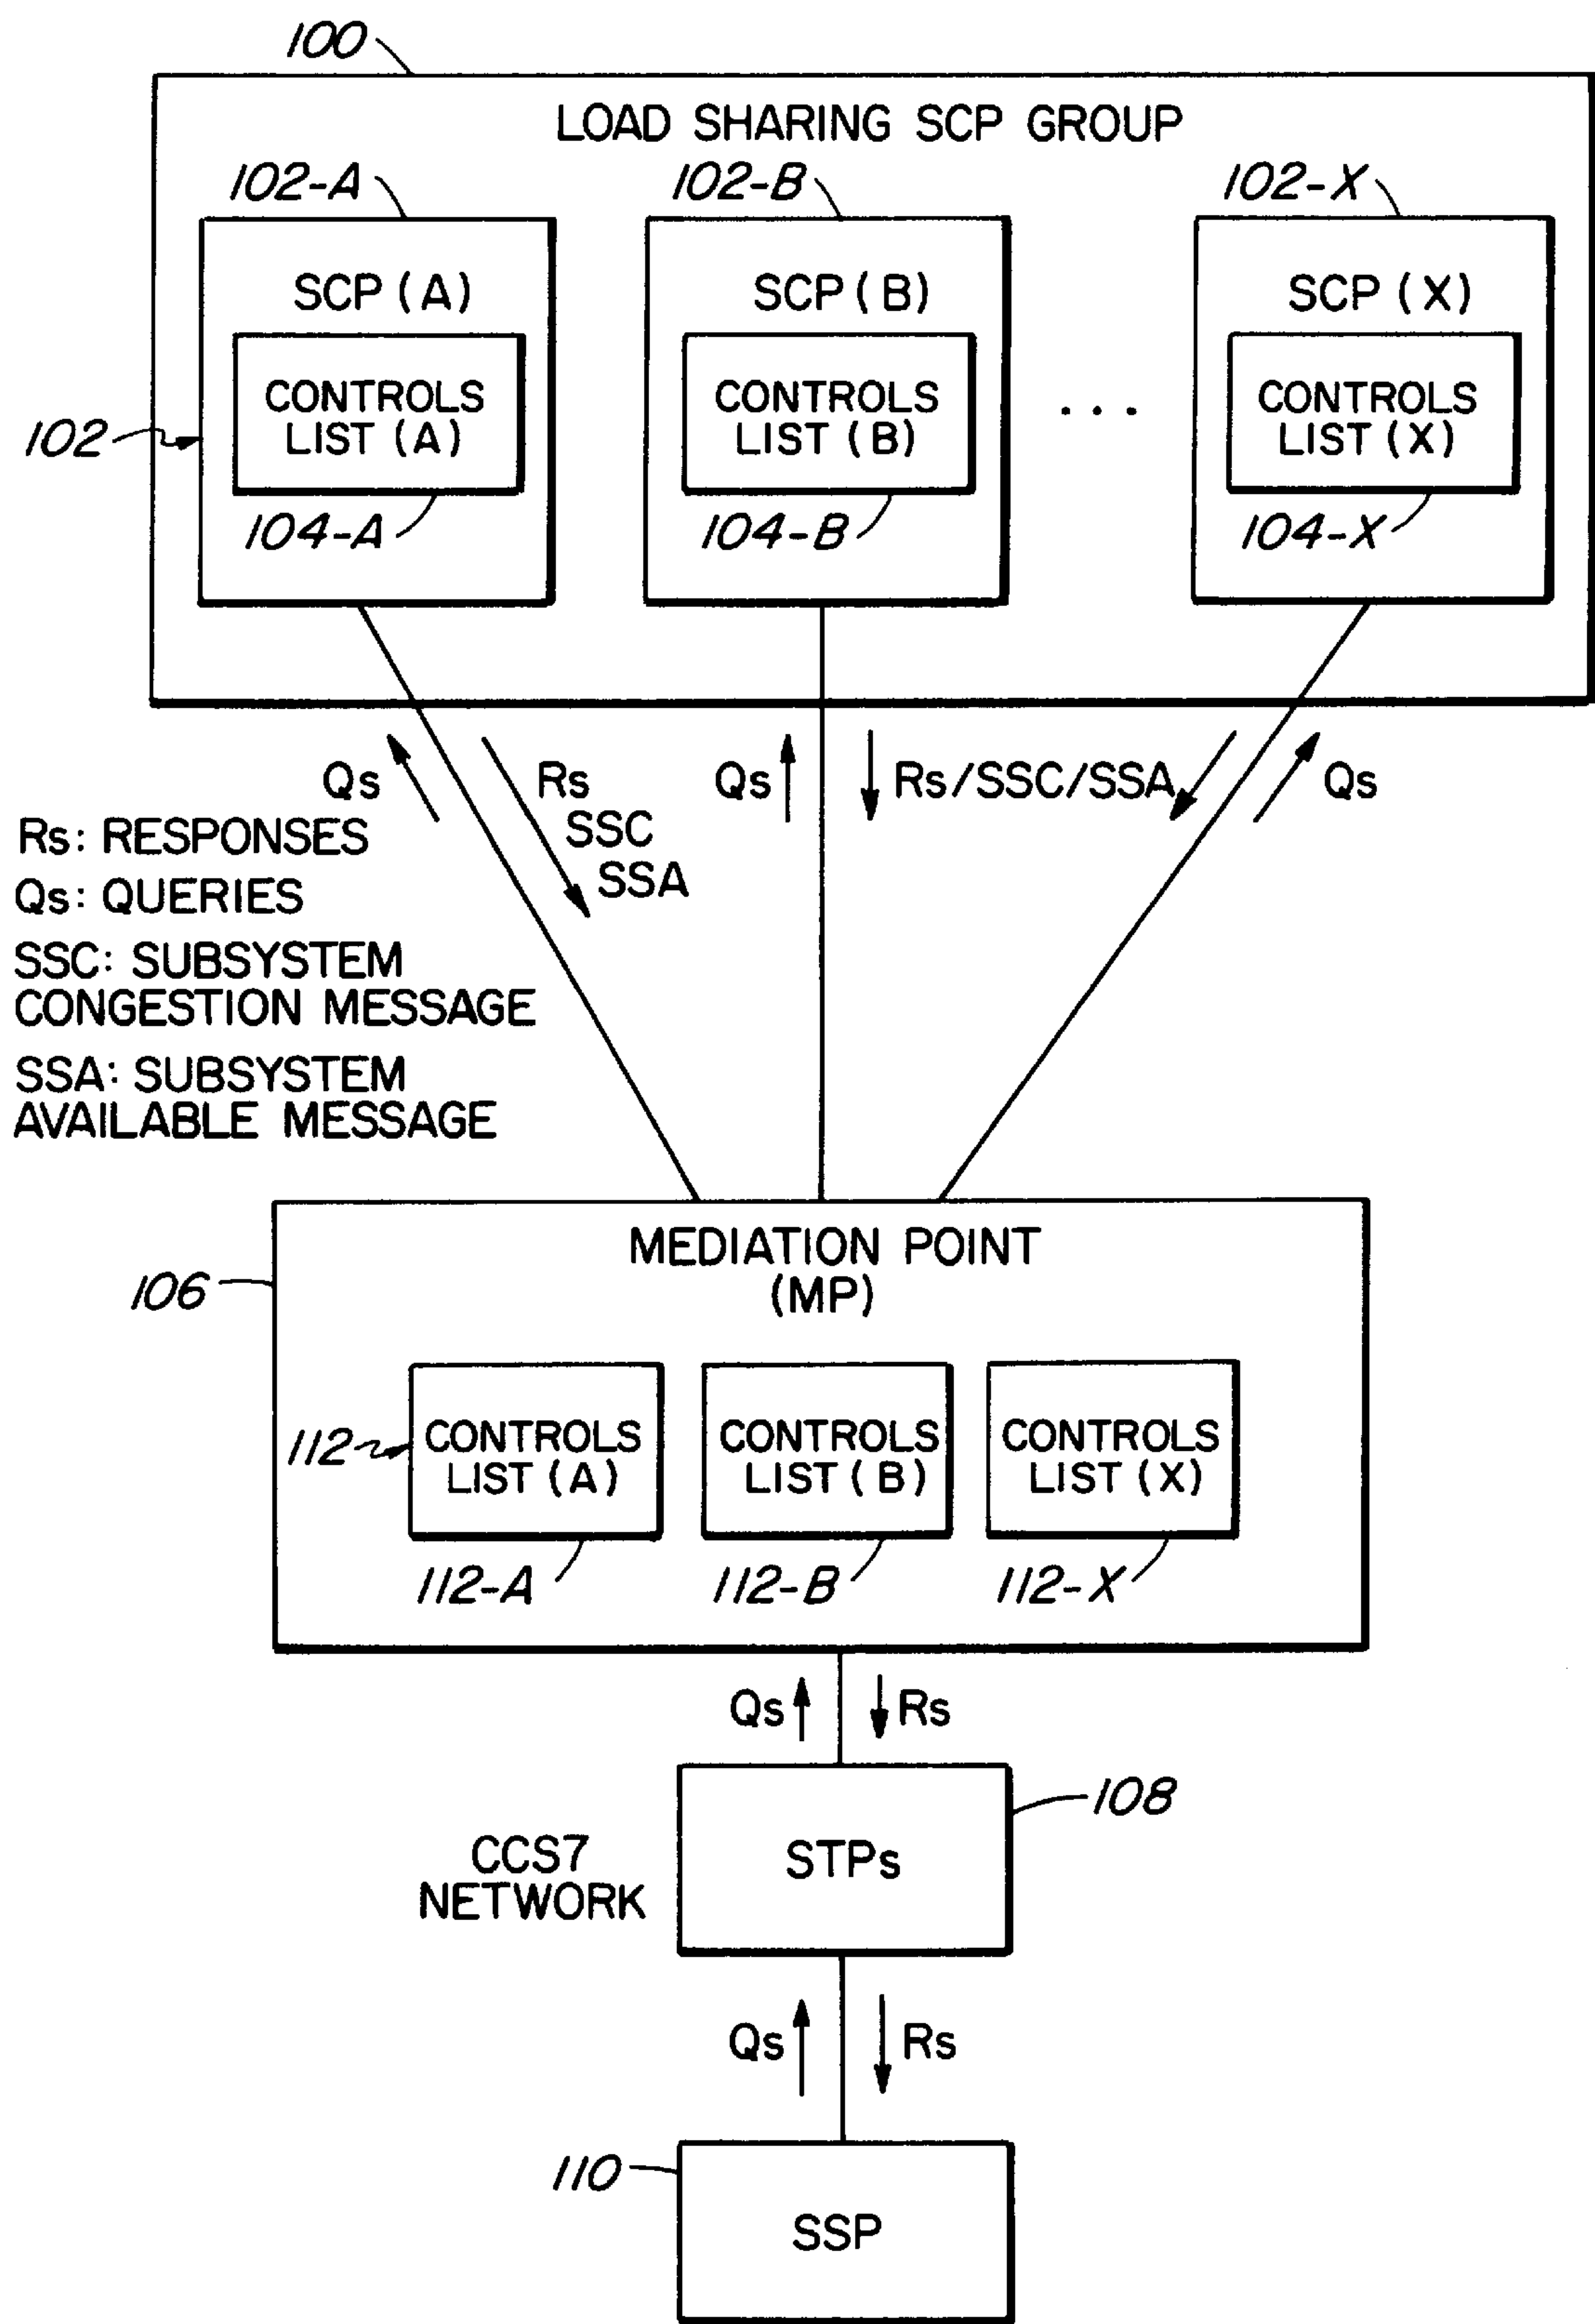 100
LOAD SHARING SCP GROUP
102-A
102-B
102-X
SCP (A)
SCP (B)
SCP (X)
CONTROLS
LIST (A)
CONTROLS
LIST (B)
. . .
CONTROLS
LIST (X)
102
104-A
104-B
104-X
Qs
Rs
SSC
SSA
Qs
Rs/SSC/SSA
Qs
Rs: RESPONSES
Qs: QUERIES
SSC: SUBSYSTEM
CONGESTION MESSAGE
SSA: SUBSYSTEM
AVAILABLE MESSAGE
MEDIATION POINT
(MP)
106
112
CONTROLS
LIST (A)
CONTROLS
LIST (B)
CONTROLS
LIST (X)
112-A
112-B
112-X
Qs
Rs
108
CCS7
NETWORK
STPs
Qs
Rs
110
SSP